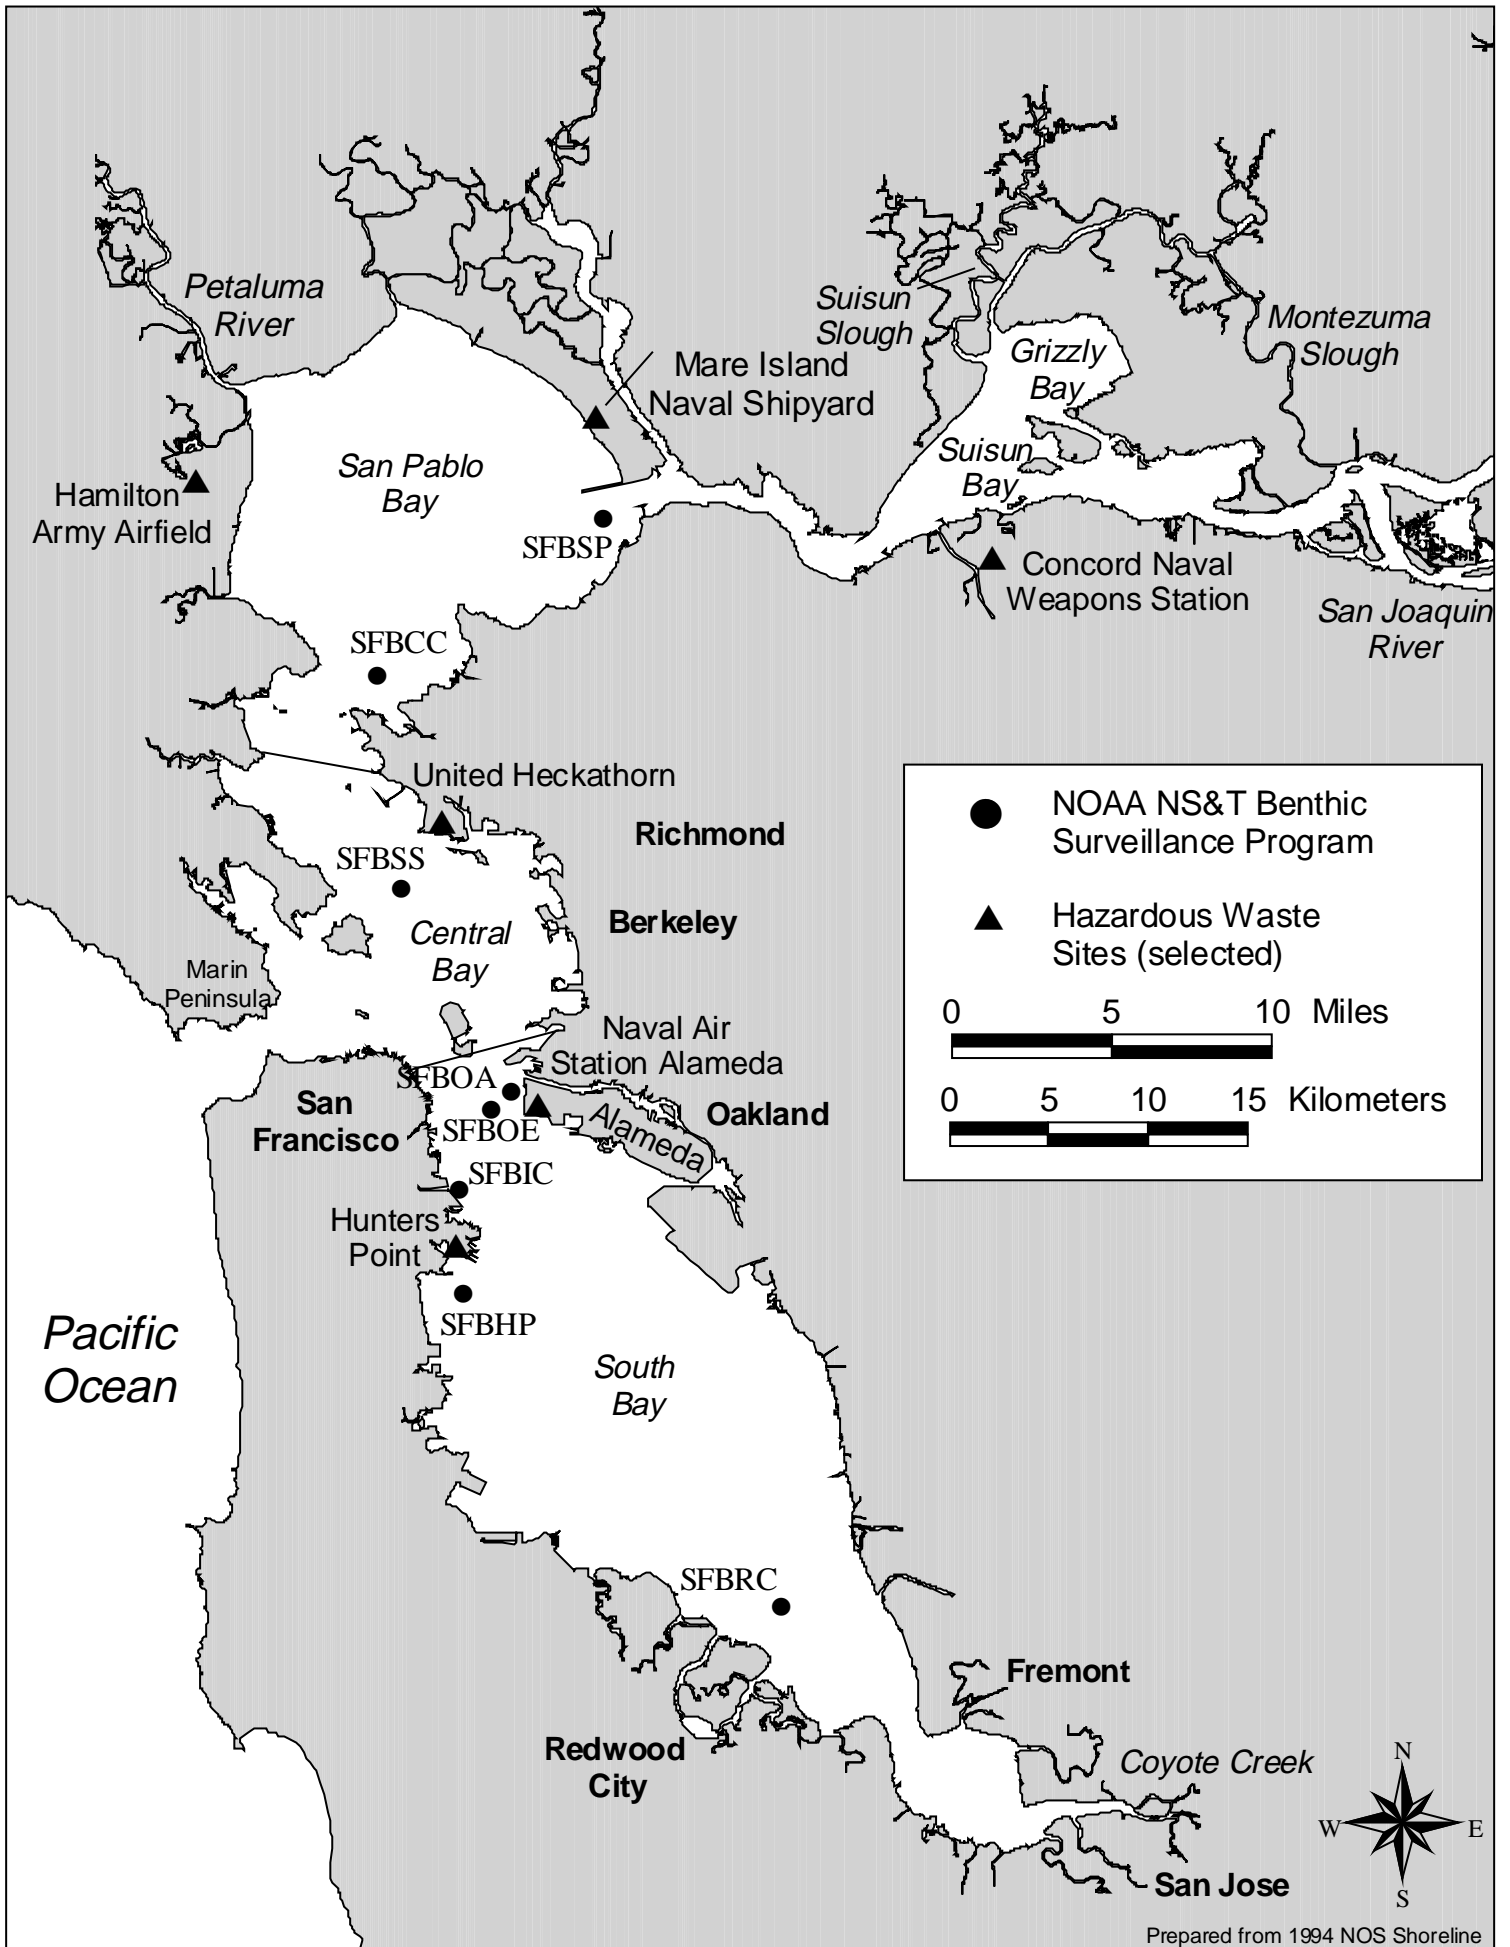 Petaluma
River
Suisun
Slough
Montezuma
Slough
Grizzly
Bay
Mare Island
Naval Shipyard
San Pablo
Bay
Suisun
Bay
Hamilton
Army Airfield
SFBSP
Concord Naval
Weapons Station
San Joaquin
River
SFBCC
United Heckathorn
Richmond
SFBSS
Berkeley
Central
Bay
Marin
Peninsula
Naval Air
Station Alameda
SFBOA
San
Francisco
SFBOE
Alameda
Oakland
SFBIC
Hunters
Point
SFBHP
Pacific
Ocean
South
Bay
SFBRC
Fremont
Redwood
City
Coyote Creek
San Jose
NOAA NS&T Benthic
Surveillance Program
Hazardous Waste
Sites (selected)
0 5 10 Miles
0 5 10 15 Kilometers
N
W E
S
Prepared from 1994 NOS Shoreline